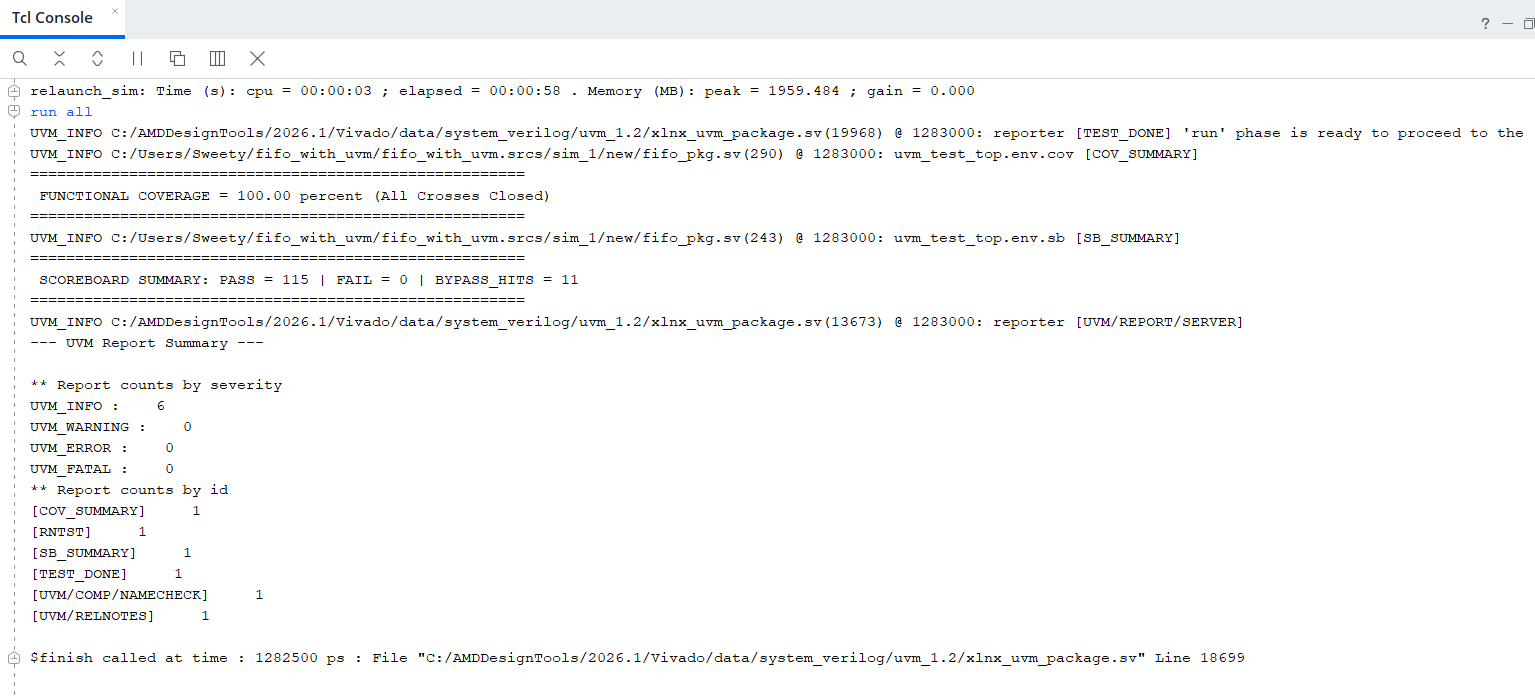 Tcl Console
relaunch_sim: Time (s): cpu = 00:00:03 ; elapsed = 00:00:58 . Memory (MB): peak = 1959.484 ; gain = 0.000
run all
UVM_INFO C:/AMDDesignTools/2026.1/Vivado/data/system_verilog/uvm_1.2/xlnx_uvm_package.sv(19968) @ 1283000: reporter [TEST_DONE] 'run' phase is ready to proceed to the
UVM_INFO C:/Users/Sweety/fifo_with_uvm/fifo_with_uvm.srcs/sim_1/new/fifo_pkg.sv(290) @ 1283000: uvm_test_top.env.cov [COV_SUMMARY]
=======================================================
FUNCTIONAL COVERAGE = 100.00 percent (All Crosses Closed)
=======================================================
UVM_INFO C:/Users/Sweety/fifo_with_uvm/fifo_with_uvm.srcs/sim_1/new/fifo_pkg.sv(243) @ 1283000: uvm_test_top.env.sb [SB_SUMMARY]
=======================================================
SCOREBOARD SUMMARY: PASS = 115 | FAIL = 0 | BYPASS_HITS = 11
=======================================================
UVM_INFO C:/AMDDesignTools/2026.1/Vivado/data/system_verilog/uvm_1.2/xlnx_uvm_package.sv(13673) @ 1283000: reporter [UVM/REPORT/SERVER]
--- UVM Report Summary ---
** Report counts by severity
UVM_INFO :    6
UVM_WARNING :    0
UVM_ERROR :    0
UVM_FATAL :    0
** Report counts by id
[COV_SUMMARY]     1
[RNTST]     1
[SB_SUMMARY]     1
[TEST_DONE]     1
[UVM/COMP/NAMECHECK]     1
[UVM/RELNOTES]     1
$finish called at time : 1282500 ps : File "C:/AMDDesignTools/2026.1/Vivado/data/system_verilog/uvm_1.2/xlnx_uvm_package.sv" Line 18699